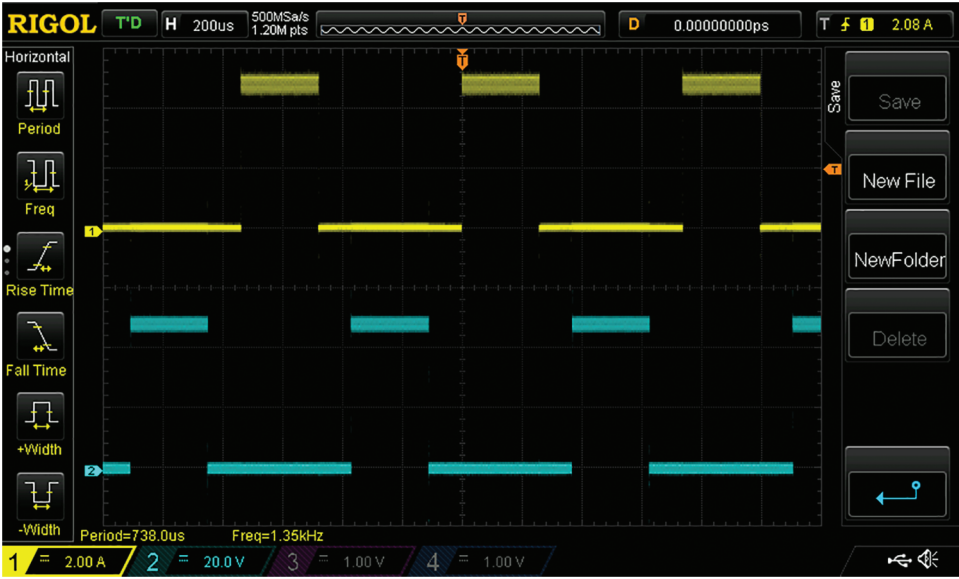 RIGOL T'D H 200us 500MSa/s 1.20M pts T D 0.00000000ps T 1 2.08 A
Horizontal
Period
Freq
Rise Time
Fall Time
+Width
-Width
T
1
2
T
Period=738.0us Freq=1.35kHz
Save
Save
New File
NewFolder
Delete
1 = 2.00 A 2 = 20.0 V 3 = 1.00 V 4 = 1.00 V